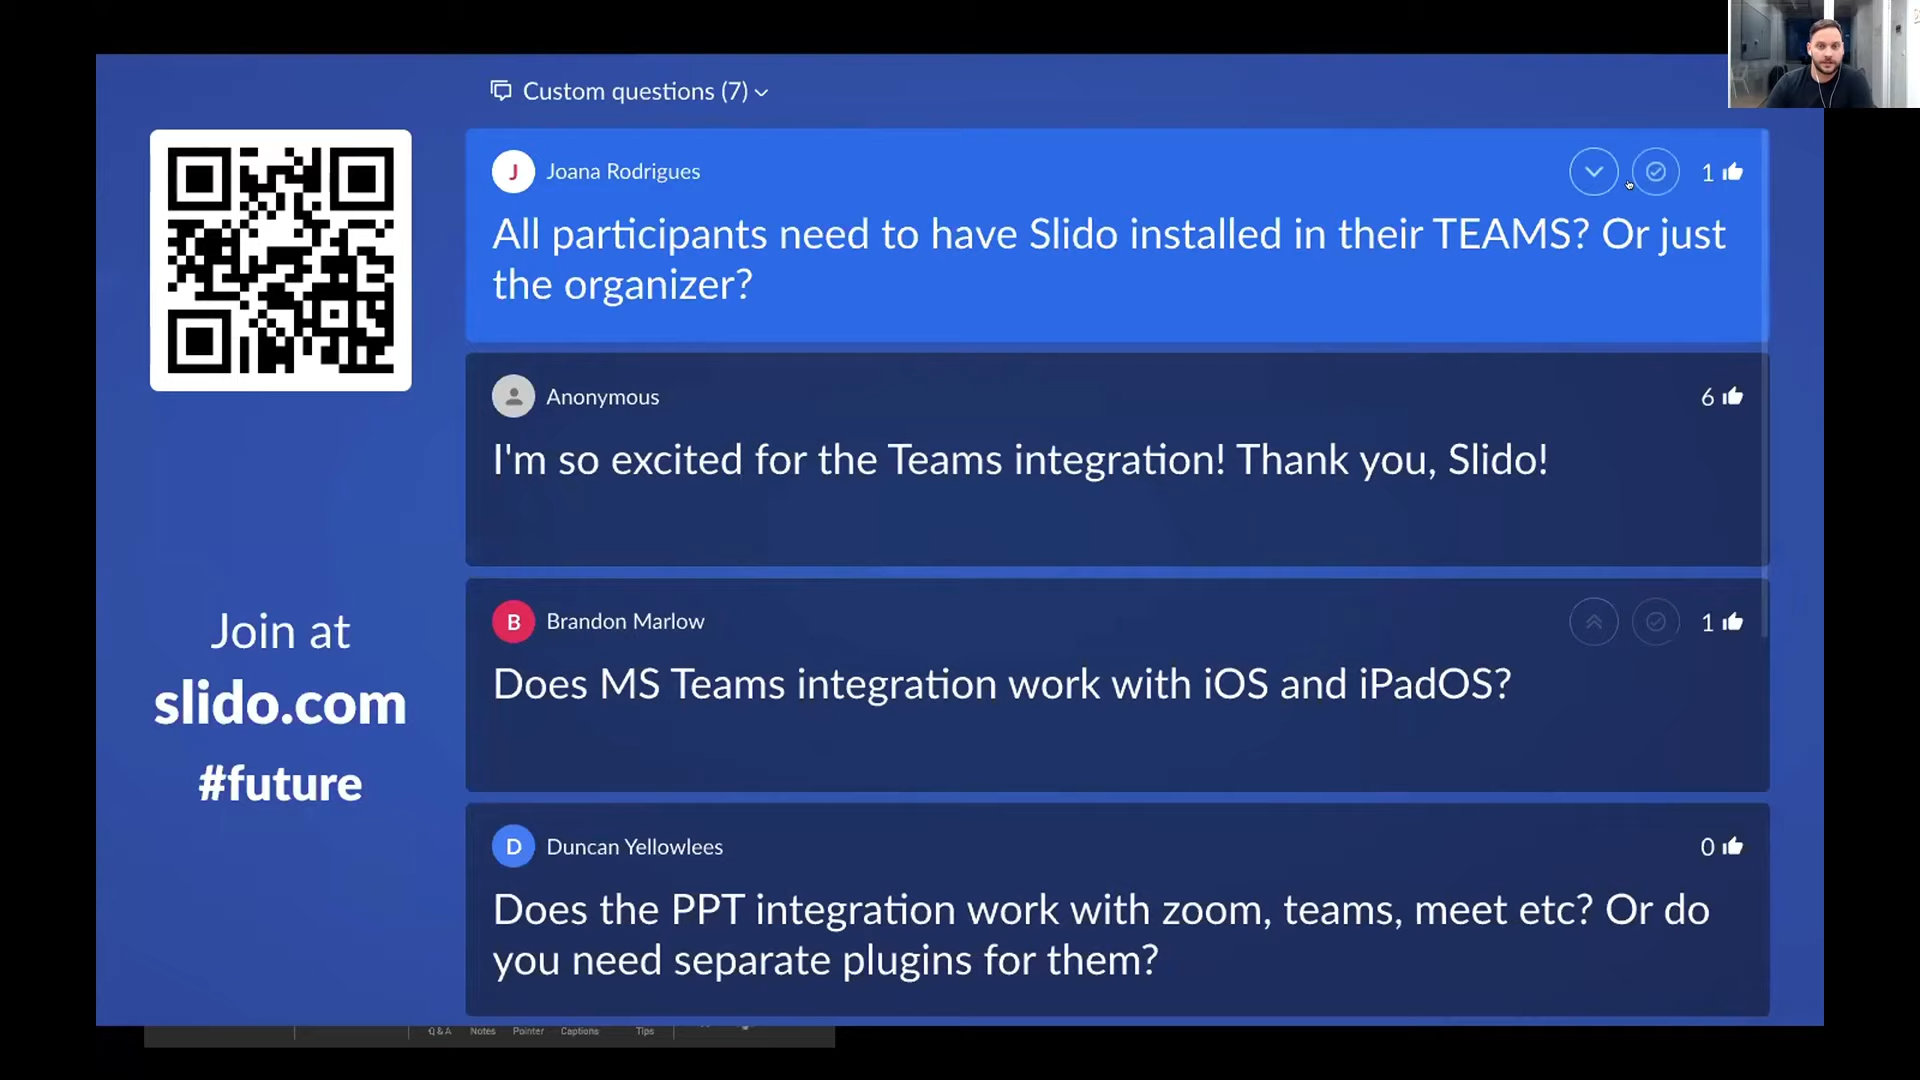 Custom questions (7)
J
Joana Rodrigues
1
All participants need to have Slido installed in their TEAMS? Or just
the organizer?
Anonymous
6
I'm so excited for the Teams integration! Thank you, Slido!
B
Brandon Marlow
1
Does MS Teams integration work with iOS and iPadOS?
D
Duncan Yellowlees
0
Does the PPT integration work with zoom, teams, meet etc? Or do
you need separate plugins for them?
Join at
slido.com
#future
Q&A Notes Pointer Captions Tips